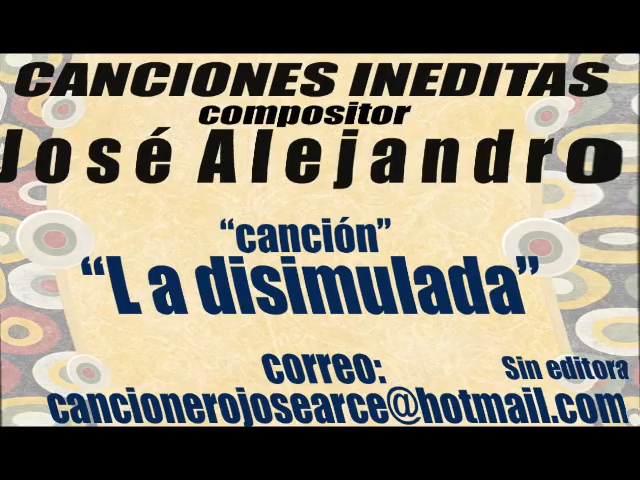 CANCIONES INEDITAS
compositor
José Alejandro
“canción”
“L a disimulada”
correo:
Sin editora
cancionerojosearce@hotmail.com